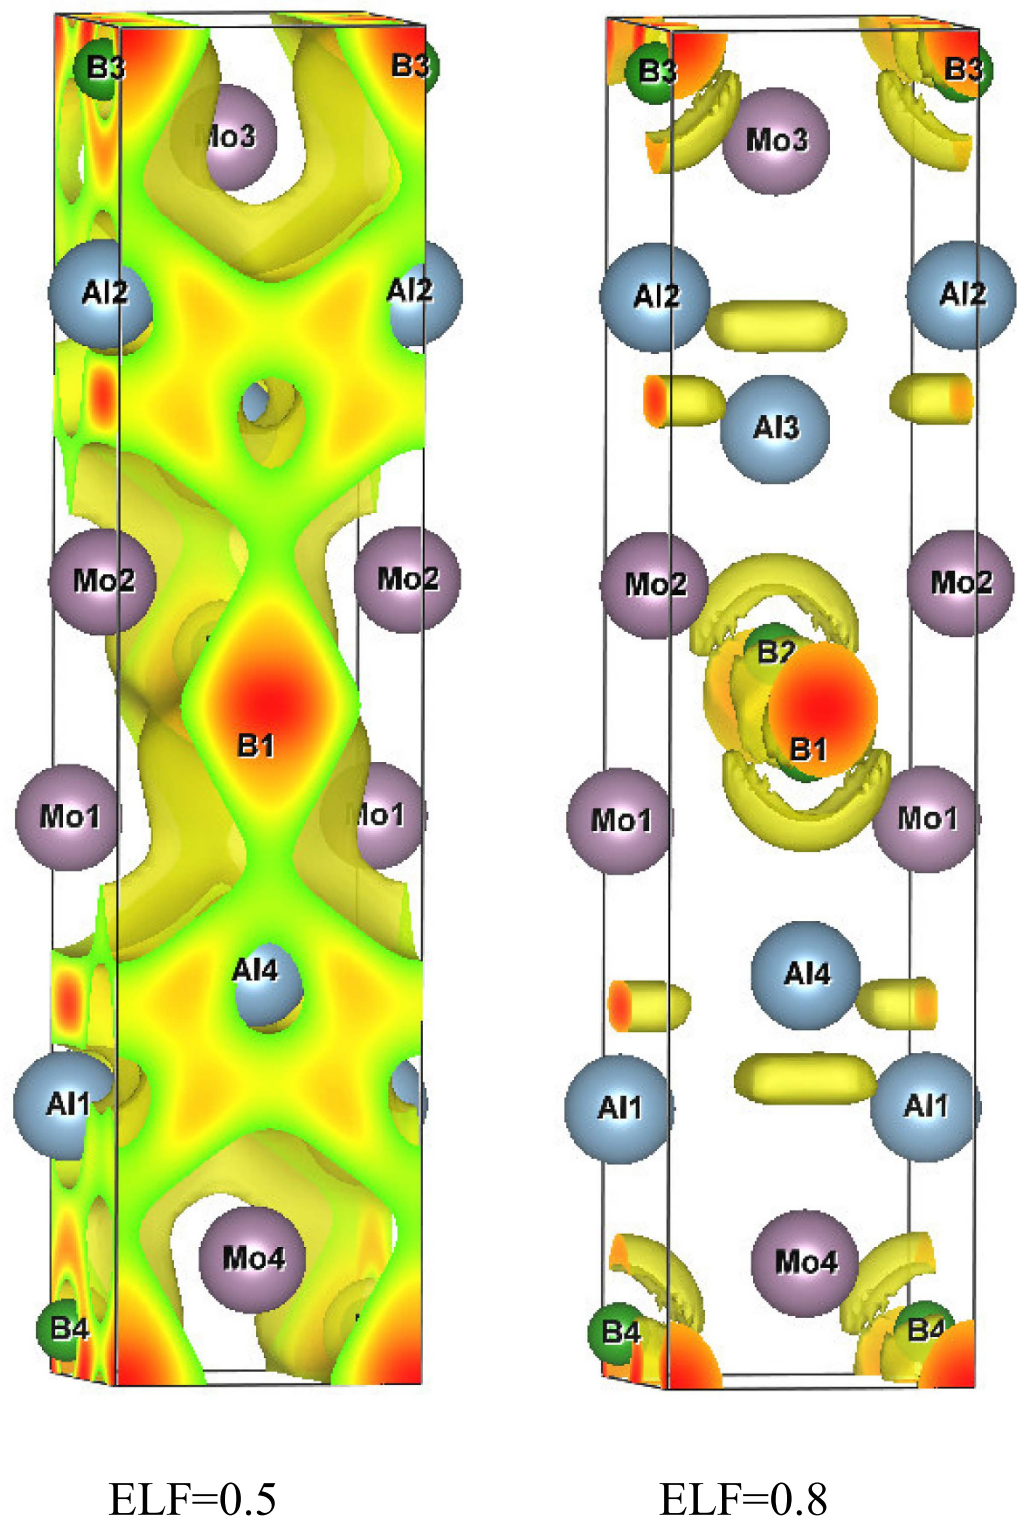 B3 B3 B3 B3
Mo3 Mo3
Al2 Al2 Al2 Al2
Al3
Mo2 Mo2 Mo2 Mo2
B2
B1 B1
Mo1 Mo1 Mo1 Mo1
Al4 Al4
Al1 Al1 Al1
Mo4 Mo4
B4 B4 B4
ELF=0.5 ELF=0.8